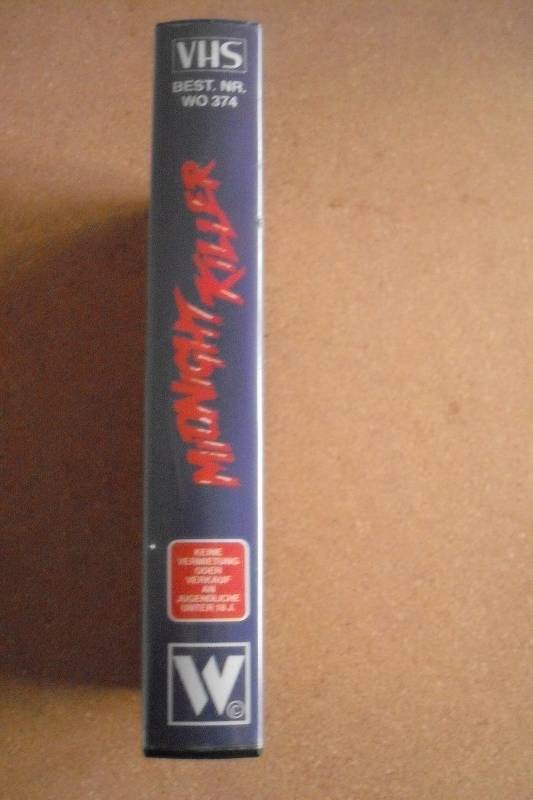 VHS
BEST. NR.
WO 374
MIDNIGHT
KILLER
KEINE
VERMIETUNG
ODER
VERKAUF
AN
JUGENDLICHE
UNTER 18 J.
W©